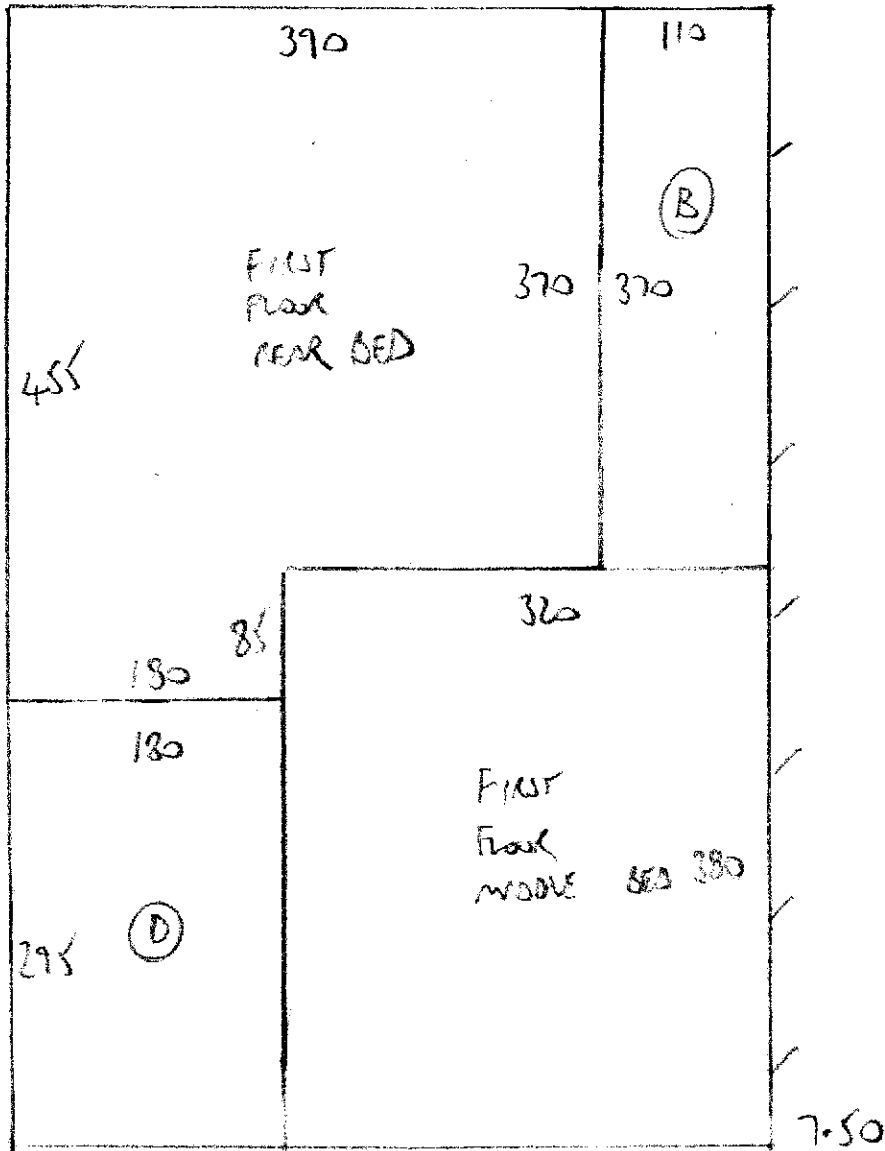 390
110
B
FIRST
FLOOR
REAR BED
370
370
455
320
85
180
180
FIRST
FLOOR
MIDDLE BED 380
D
295
7.50